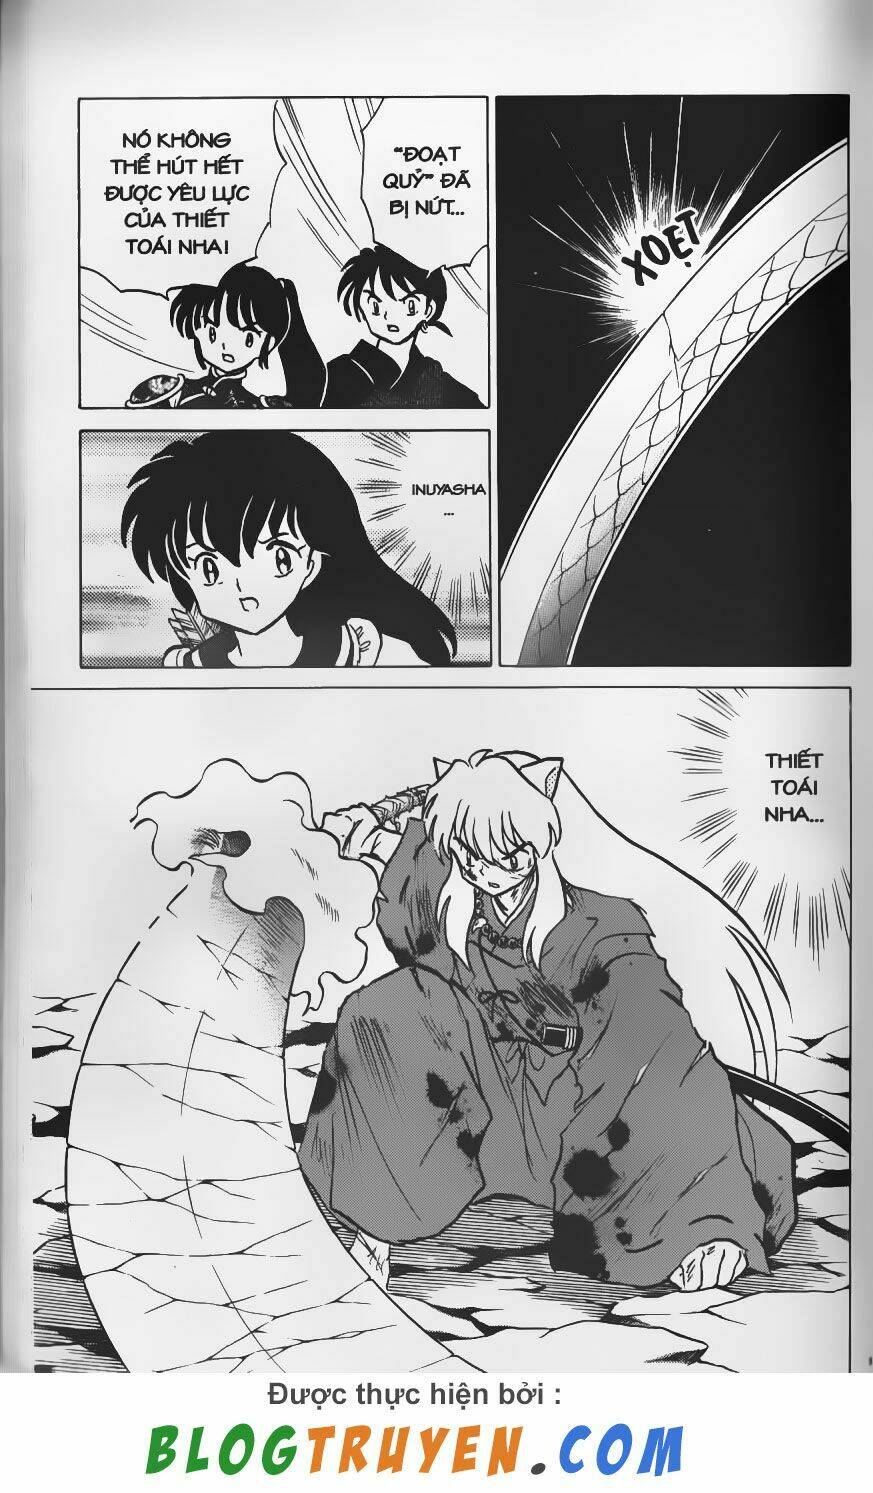 XOẸT
"ĐOẠT
QUỶ" ĐÃ
BỊ NỨT...
NÓ KHÔNG
THỂ HÚT HẾT
ĐƯỢC YÊU LỰC
CỦA THIẾT
TOÁI NHA!
INUYASHA
...
THIẾT
TOÁI
NHA...
Được thực hiện bởi :
BLOGTRUYEN.COM